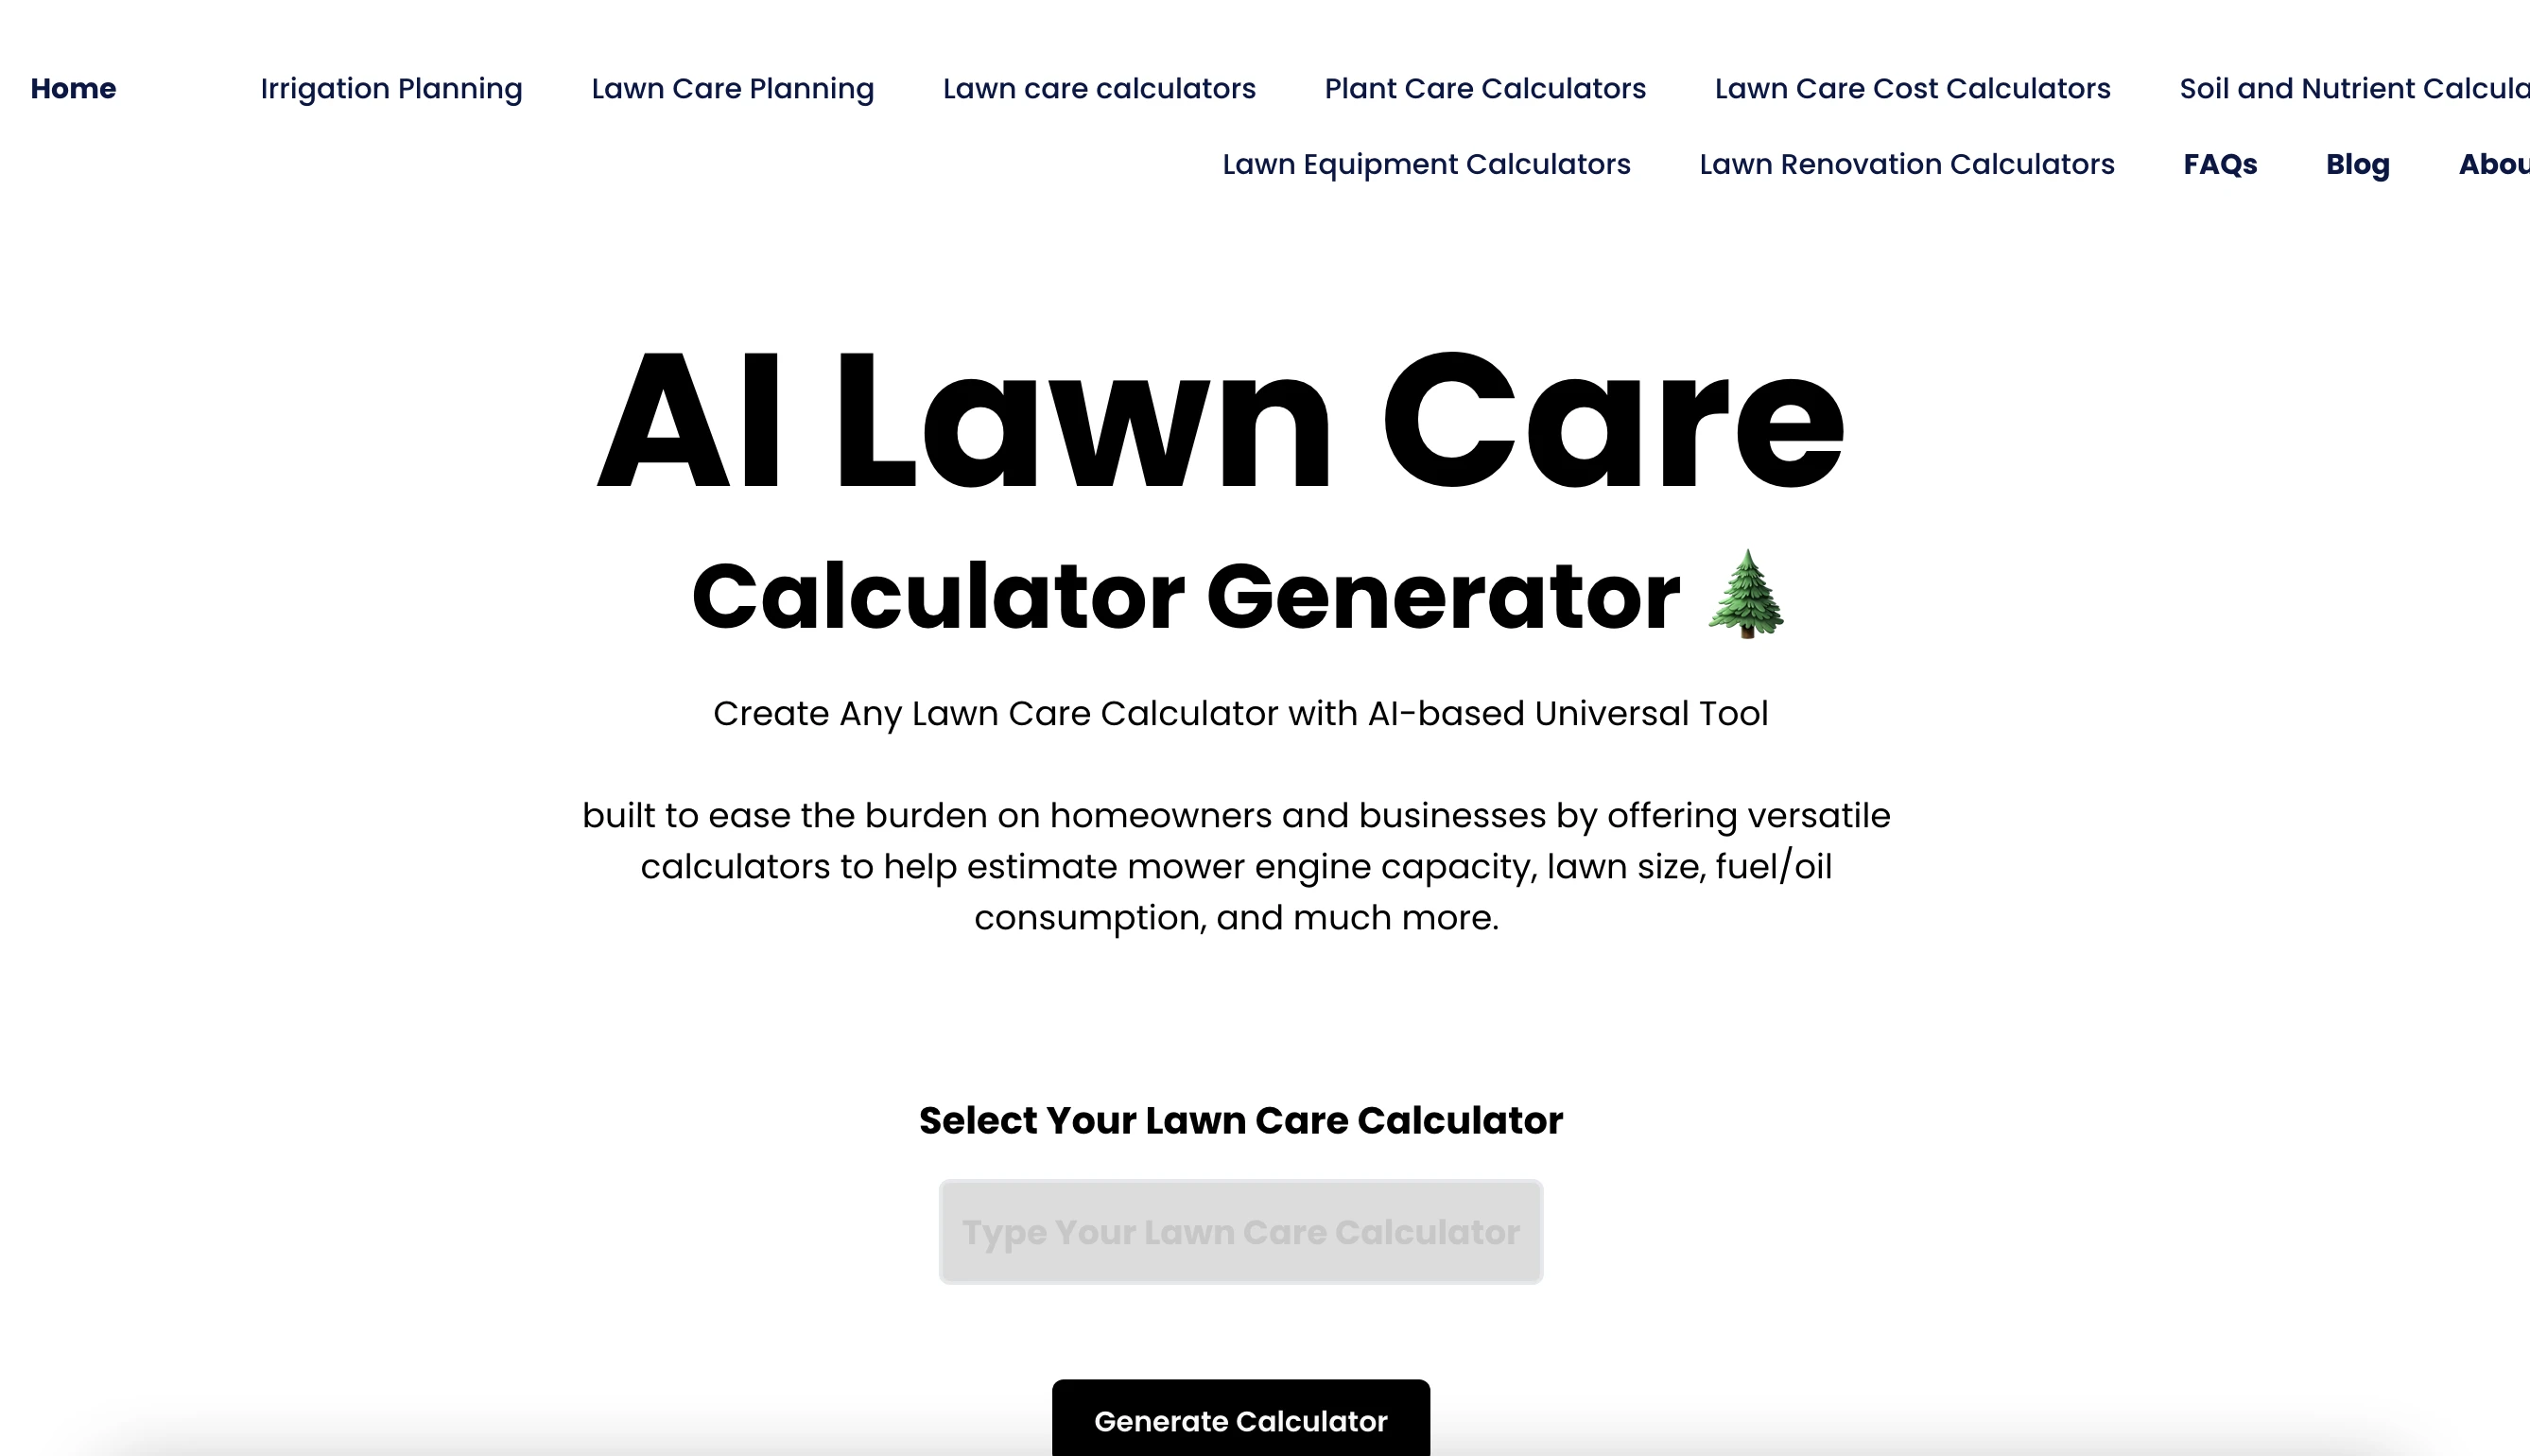 Home Irrigation Planning Lawn Care Planning Lawn care calculators Plant Care Calculators Lawn Care Cost Calculators Soil and Nutrient
Lawn Equipment Calculators Lawn Renovation Calculators FAQs Blog
AI Lawn Care
Calculator Generator
Create Any Lawn Care Calculator with AI-based Universal Tool
built to ease the burden on homeowners and businesses by offering versatile
calculators to help estimate mower engine capacity, lawn size, fuel/oil
consumption, and much more.
Select Your Lawn Care Calculator
Type Your Lawn Care Calculator
Generate Calculator